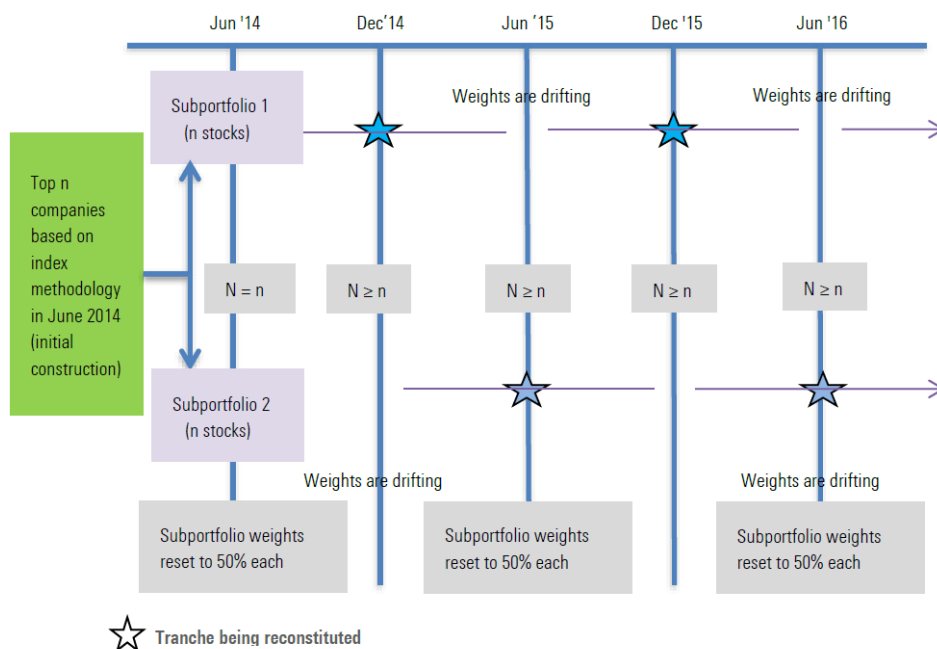 Jun '14
Dec’14
Jun ’15
Dec '15
Jun '16
Subportfolio 1
(n stocks)
Weights are drifting
Weights are drifting
Top n
companies
based on
index
methodology
in June 2014
(initial
construction)
N = n
N ≥ n
N ≥ n
N ≥ n
N ≥ n
Subportfolio 2
(n stocks)
Weights are drifting
Weights are drifting
Subportfolio weights
reset to 50% each
Subportfolio weights
reset to 50% each
Subportfolio weights
reset to 50% each
Tranche being reconstituted